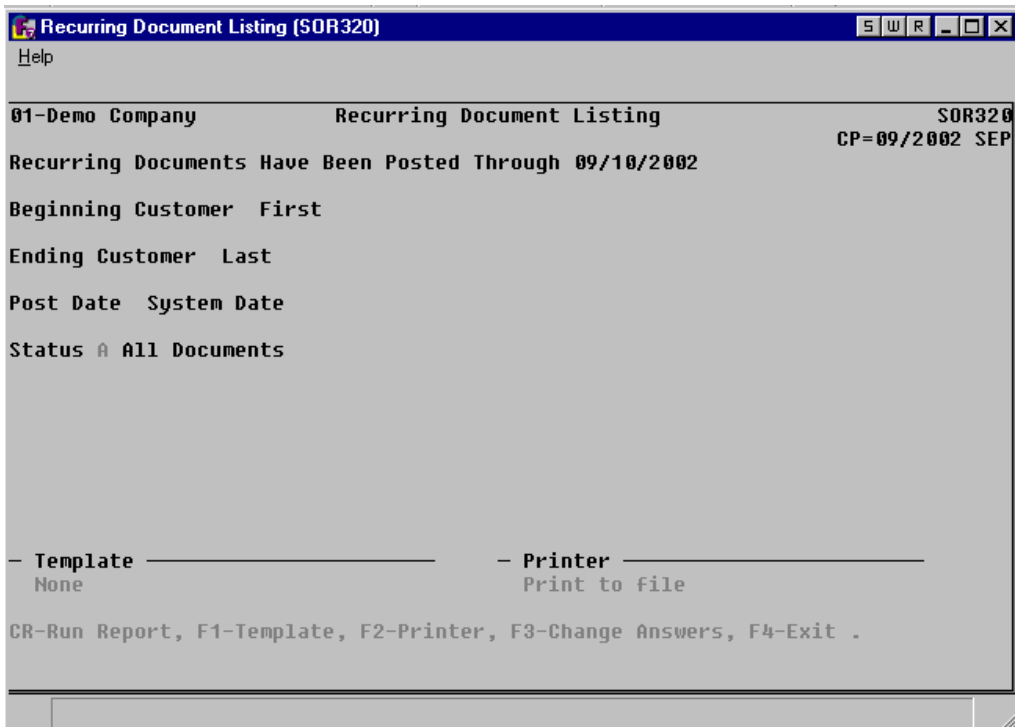 Recurring Document Listing (SOR320) S W R
Help
01-Demo Company Recurring Document Listing SOR320
CP=09/2002 SEP
Recurring Documents Have Been Posted Through 09/10/2002
Beginning Customer First
Ending Customer Last
Post Date System Date
Status A All Documents
Template Printer
None Print to file
CR-Run Report, F1-Template, F2-Printer, F3-Change Answers, F4-Exit .